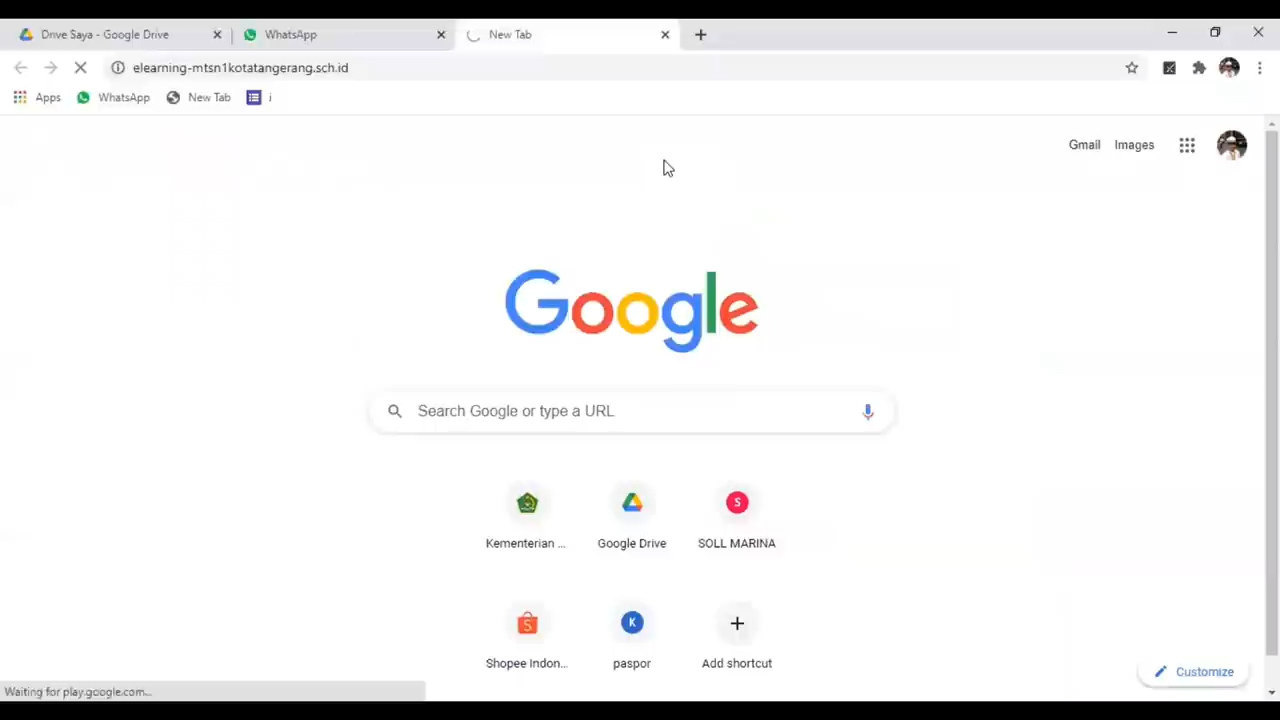 Drive Saya - Google Drive
WhatsApp
New Tab
elearning-mtsn1kotatangerang.sch.id
Apps
WhatsApp
New Tab
i
Gmail
Images
Google
Search Google or type a URL
S
Kementerian ...
Google Drive
SOLL MARINA
S
K
Shopee Indon...
paspor
Add shortcut
Customize
Waiting for play.google.com...